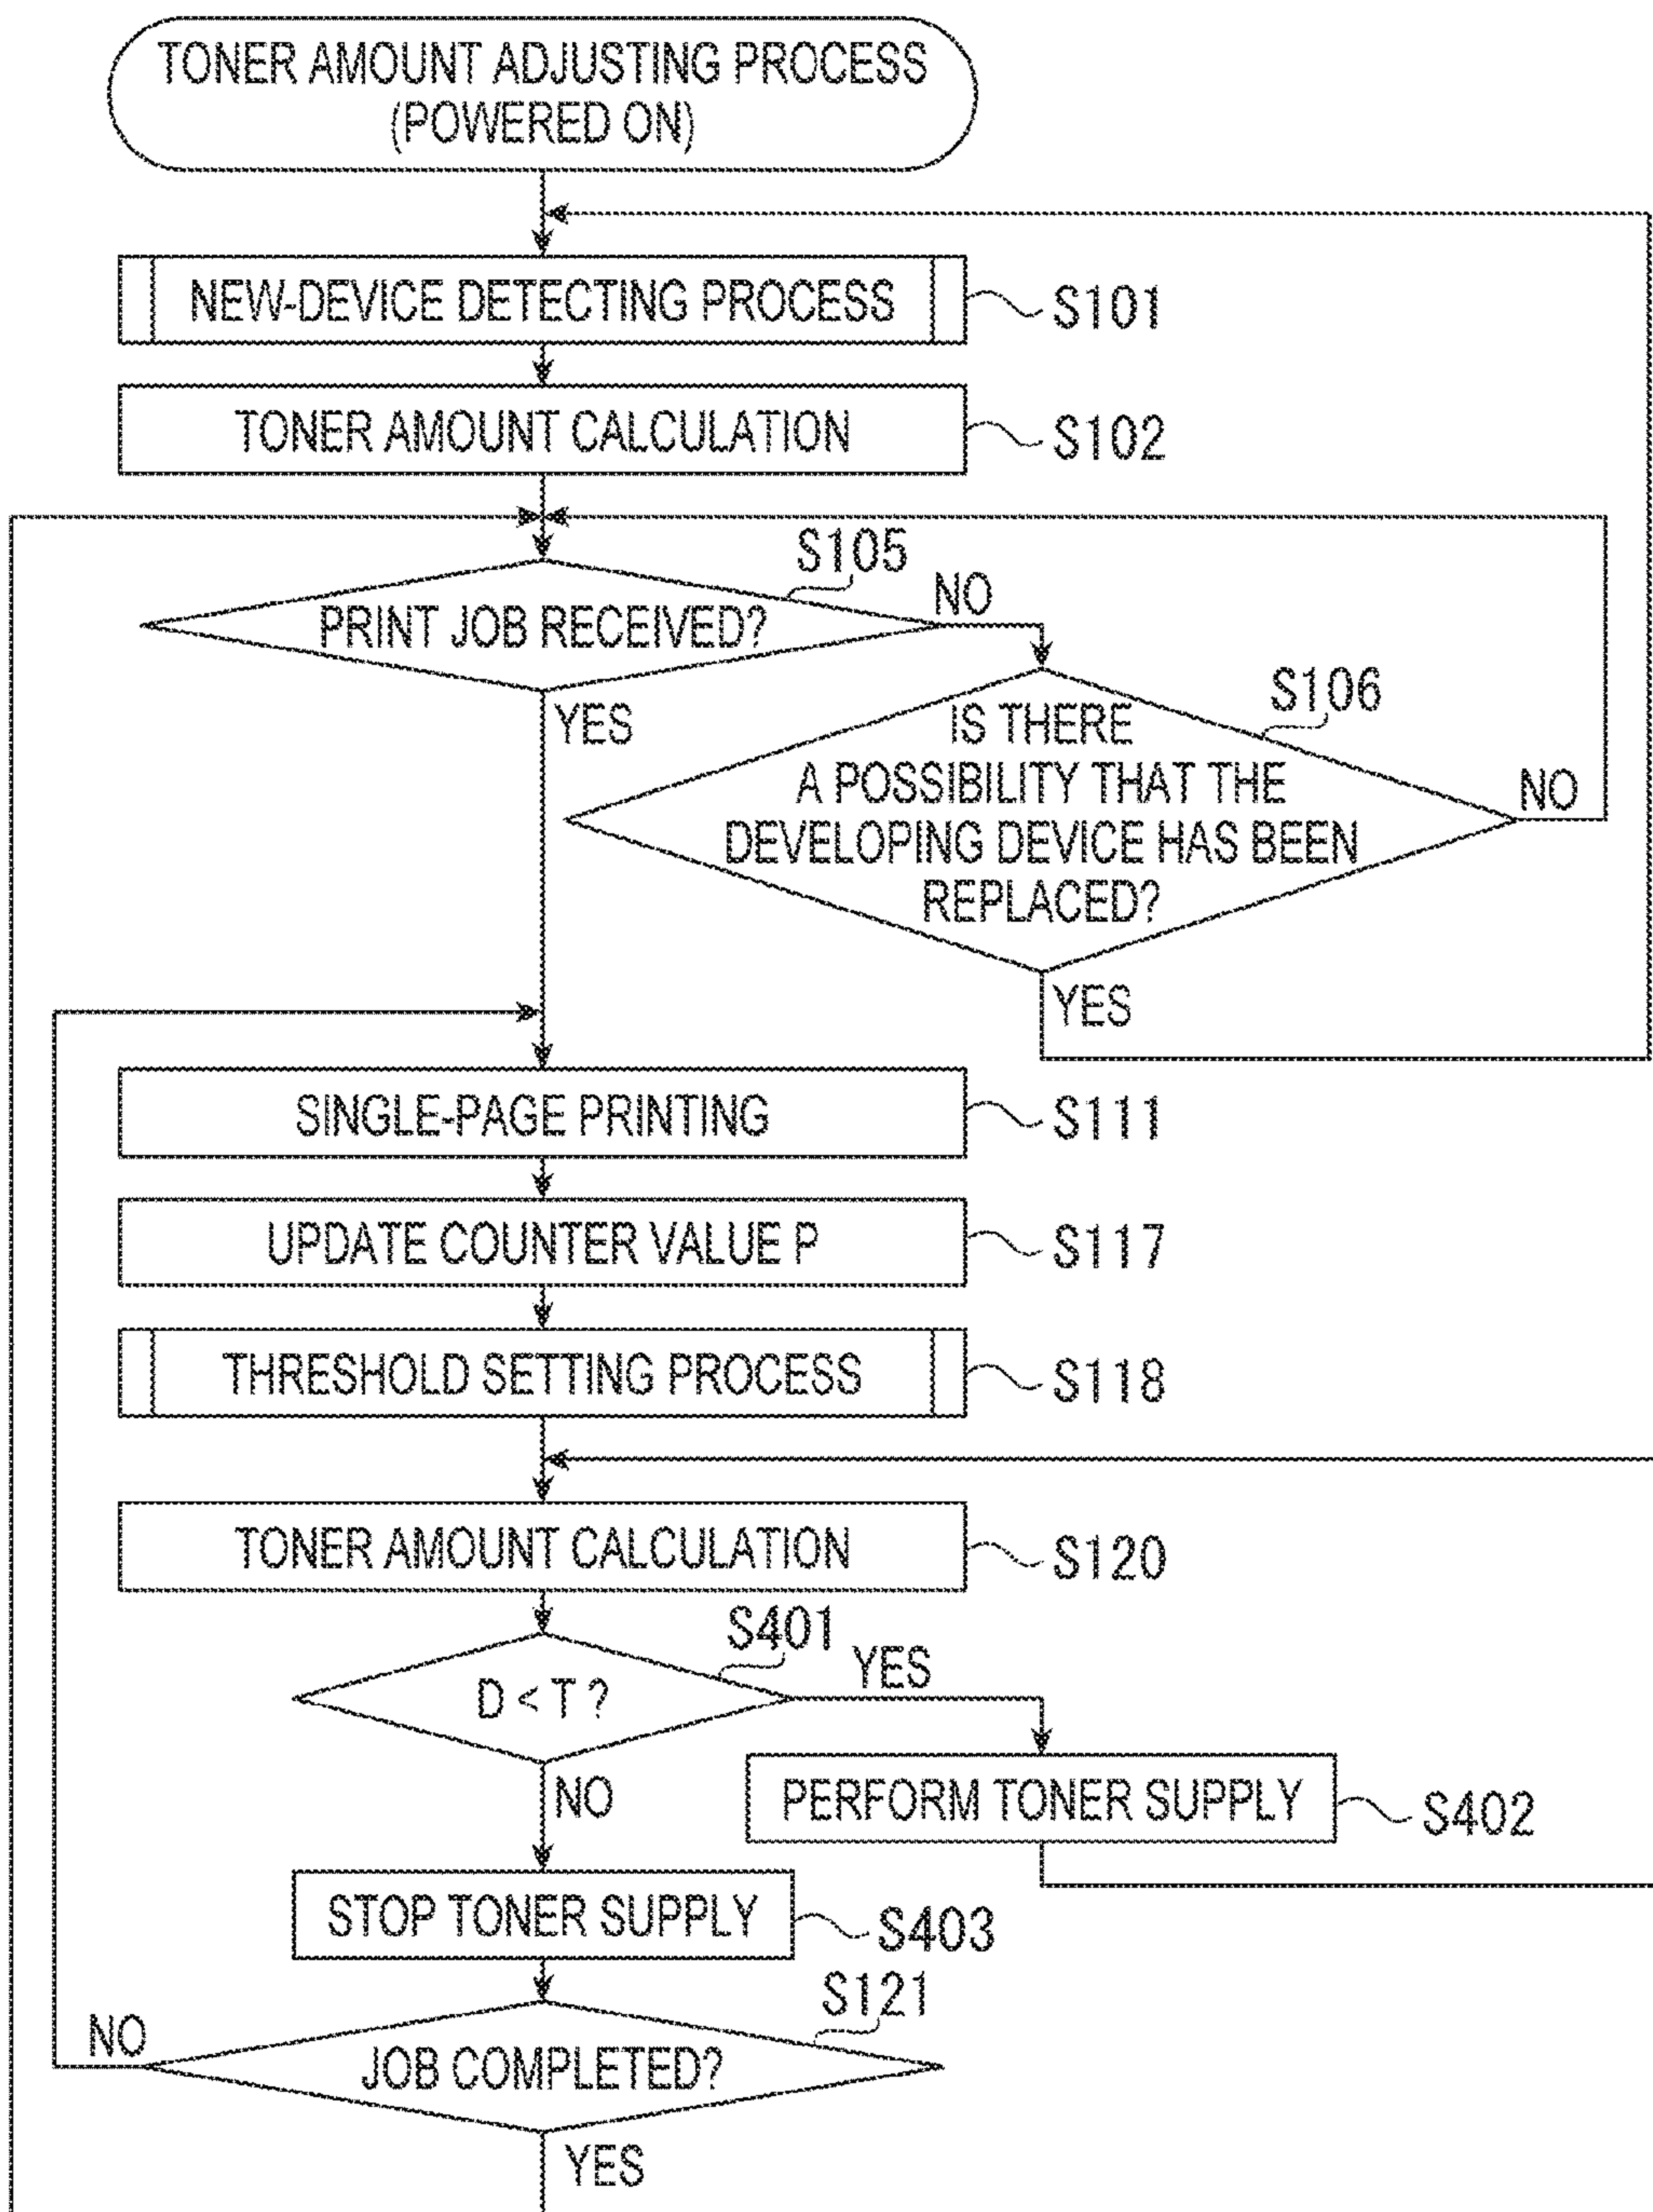 TONER AMOUNT ADJUSTING PROCESS
(POWERED ON)
NEW-DEVICE DETECTING PROCESS
S101
TONER AMOUNT CALCULATION
S102
S105
PRINT JOB RECEIVED?
NO
YES
S106
IS THERE
A POSSIBILITY THAT THE
DEVELOPING DEVICE HAS BEEN
REPLACED?
NO
YES
SINGLE-PAGE PRINTING
S111
UPDATE COUNTER VALUE P
S117
THRESHOLD SETTING PROCESS
S118
TONER AMOUNT CALCULATION
S120
S401
D < T ?
YES
NO
PERFORM TONER SUPPLY
S402
STOP TONER SUPPLY
S403
S121
JOB COMPLETED?
NO
YES